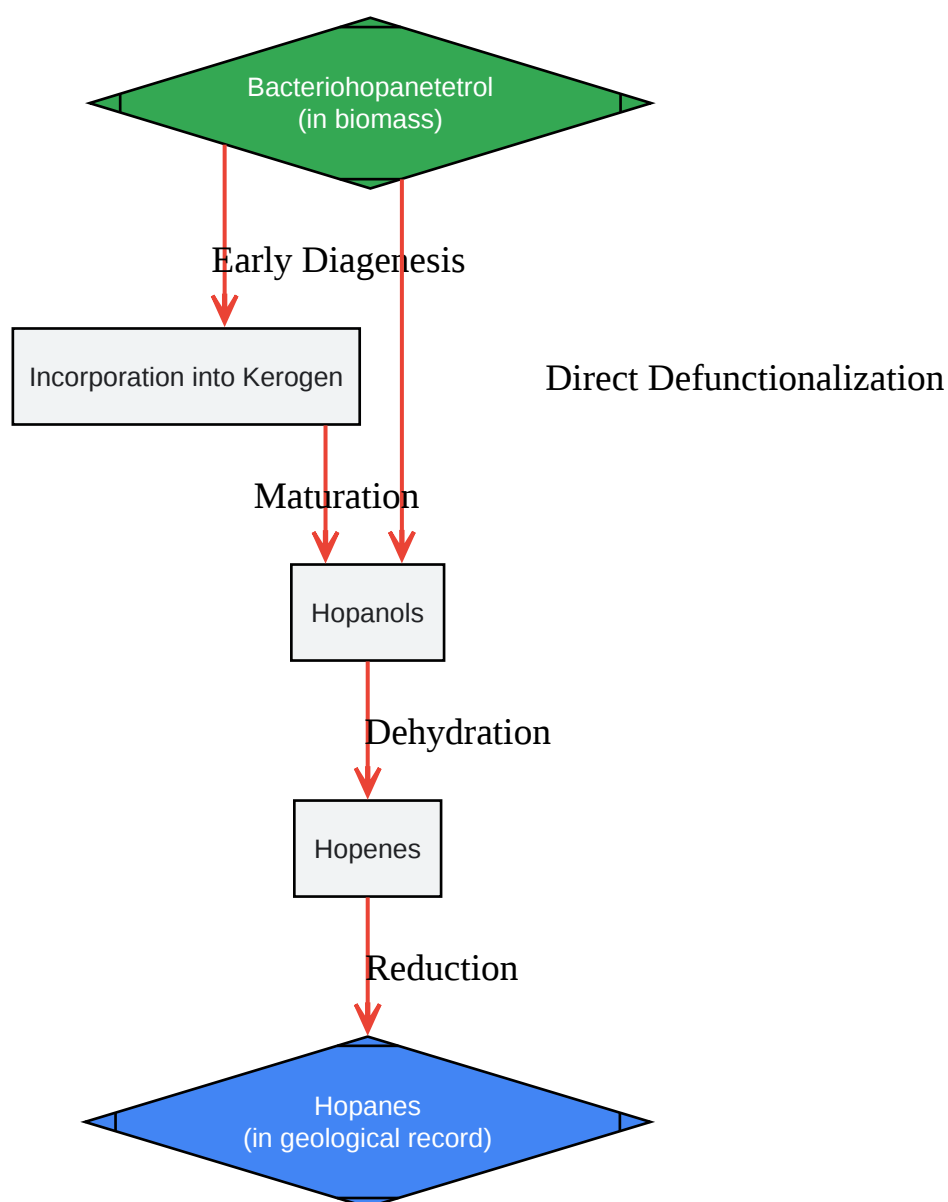 Bacteriohopanetetrol
(in biomass)
Early Diagenesis
Incorporation into Kerogen
Direct Defunctionalization
Maturation
Hopanols
Dehydration
Hopenes
Reduction
Hopanes
(in geological record)